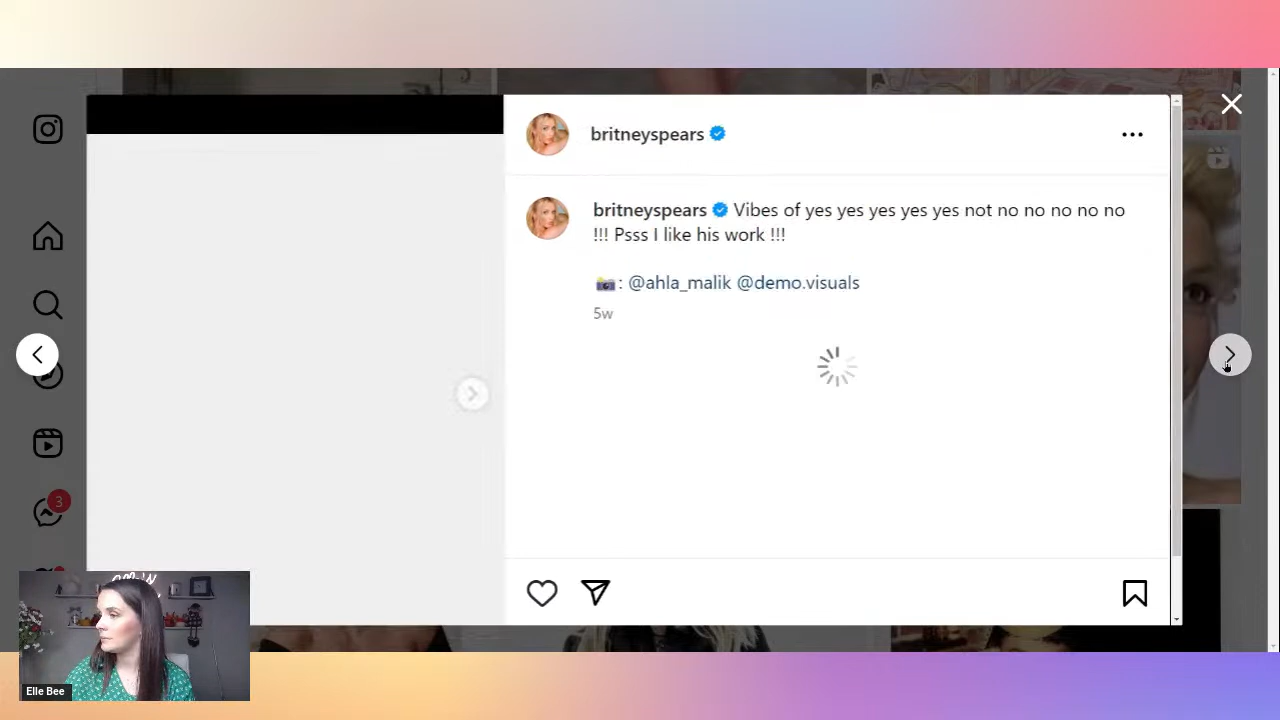 britneyspears
britneyspears Vibes of yes yes yes yes yes not no no no no no
!!! Psss I like his work !!!
📷: @ahla_malik @demo.visuals
5w
3
Elle Bee